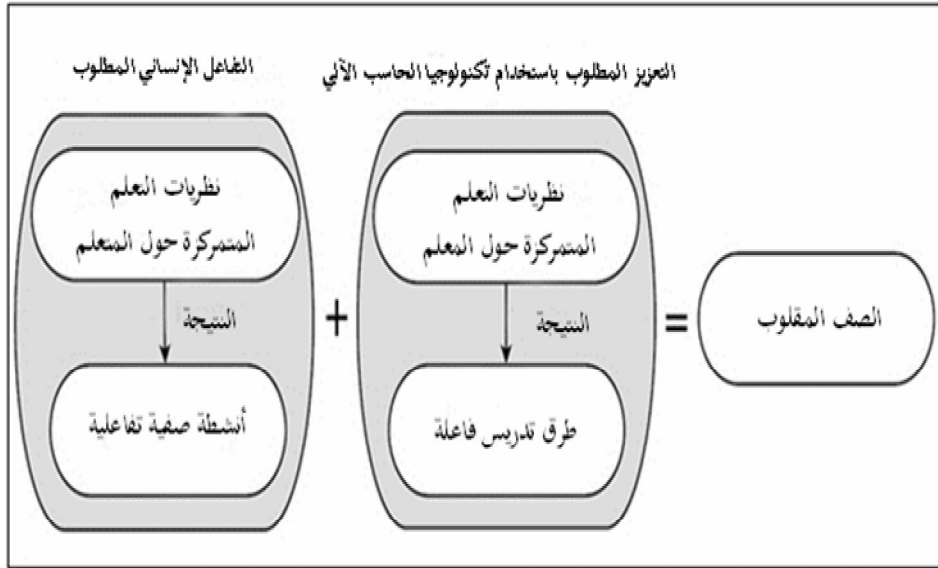 التعزيز المطلوب باستخدام تكنولوجيا الحاسب الآلي
التفاعل الإنساني المطلوب
نظريات التعلم
المتمركزة حول المعلم
النتيجة
طرق تدريس فاعلة
نظريات التعلم
المتمركزة حول المتعلم
النتيجة
أنشطة صفية تفاعلية
+
=
الصف المقلوب